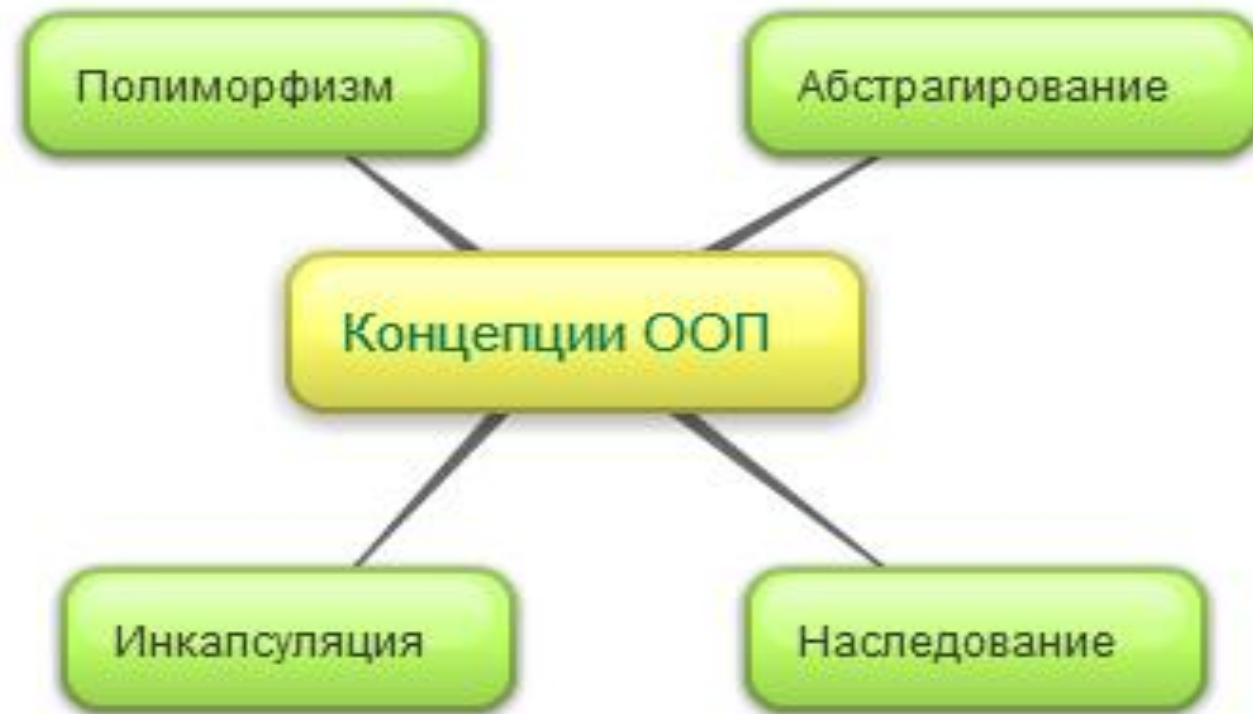 Полиморфизм
Абстрагирование
Концепции ООП
Инкапсуляция
Наследование